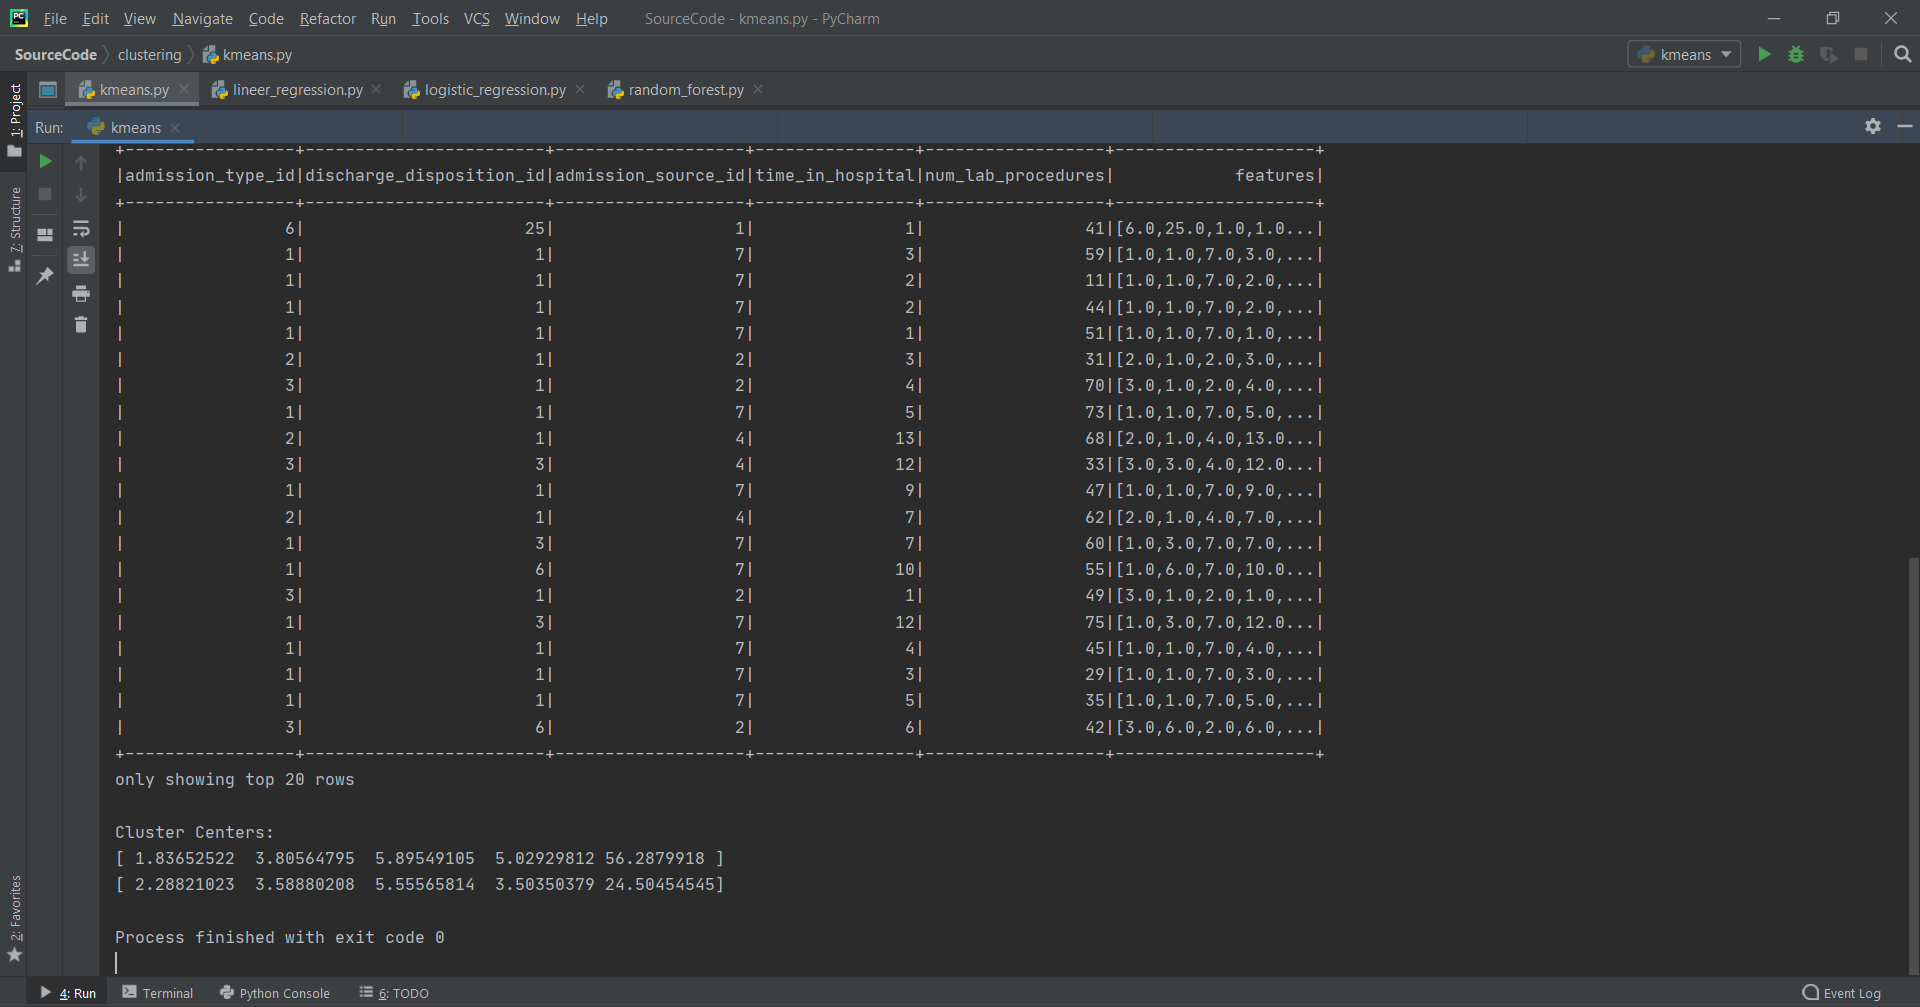 File Edit View Navigate Code Refactor Run Tools VCS Window Help SourceCode - kmeans.py - PyCharm
SourceCode clustering kmeans.py kmeans
kmeans.py lineer_regression.py logistic_regression.py random_forest.py
Run: kmeans
1: Project
7: Structure
2: Favorites
+-----------------+------------------------+-------------------+----------------+------------------+--------------------+
|admission_type_id|discharge_disposition_id|admission_source_id|time_in_hospital|num_lab_procedures|            features|
+-----------------+------------------------+-------------------+----------------+------------------+--------------------+
|                6|                      25|                  1|               1|                41|[6.0,25.0,1.0,1.0...|
|                1|                       1|                  7|               3|                59|[1.0,1.0,7.0,3.0,...|
|                1|                       1|                  7|               2|                11|[1.0,1.0,7.0,2.0,...|
|                1|                       1|                  7|               2|                44|[1.0,1.0,7.0,2.0,...|
|                1|                       1|                  7|               1|                51|[1.0,1.0,7.0,1.0,...|
|                2|                       1|                  2|               3|                31|[2.0,1.0,2.0,3.0,...|
|                3|                       1|                  2|               4|                70|[3.0,1.0,2.0,4.0,...|
|                1|                       1|                  7|               5|                73|[1.0,1.0,7.0,5.0,...|
|                2|                       1|                  4|              13|                68|[2.0,1.0,4.0,13.0...|
|                3|                       3|                  4|              12|                33|[3.0,3.0,4.0,12.0...|
|                1|                       1|                  7|               9|                47|[1.0,1.0,7.0,9.0,...|
|                2|                       1|                  4|               7|                62|[2.0,1.0,4.0,7.0,...|
|                1|                       3|                  7|               7|                60|[1.0,3.0,7.0,7.0,...|
|                1|                       6|                  7|              10|                55|[1.0,6.0,7.0,10.0...|
|                3|                       1|                  2|               1|                49|[3.0,1.0,2.0,1.0,...|
|                1|                       3|                  7|              12|                75|[1.0,3.0,7.0,12.0...|
|                1|                       1|                  7|               4|                45|[1.0,1.0,7.0,4.0,...|
|                1|                       1|                  7|               3|                29|[1.0,1.0,7.0,3.0,...|
|                1|                       1|                  7|               5|                35|[1.0,1.0,7.0,5.0,...|
|                3|                       6|                  2|               6|                42|[3.0,6.0,2.0,6.0,...|
+-----------------+------------------------+-------------------+----------------+------------------+--------------------+
only showing top 20 rows
Cluster Centers:
[ 1.83652522  3.80564795  5.89549105  5.02929812 56.2879918 ]
[ 2.28821023  3.58880208  5.55565814  3.50350379 24.50454545]
Process finished with exit code 0
4: Run Terminal Python Console 6: TODO Event Log